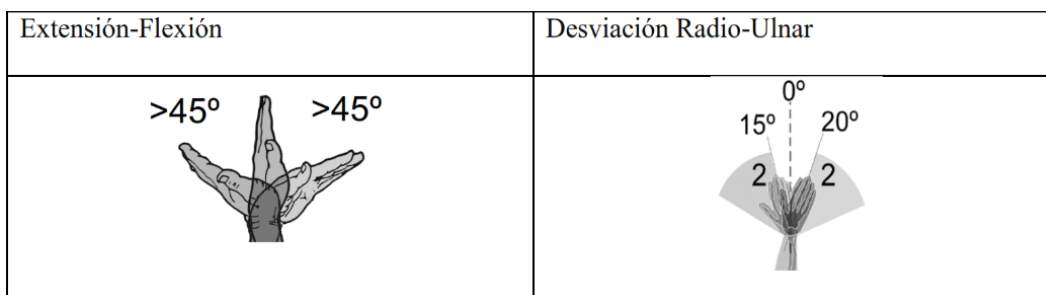 Extensión-Flexión
Desviación Radio-Ulnar
>45º
>45º
0º
15º
20º
2
2